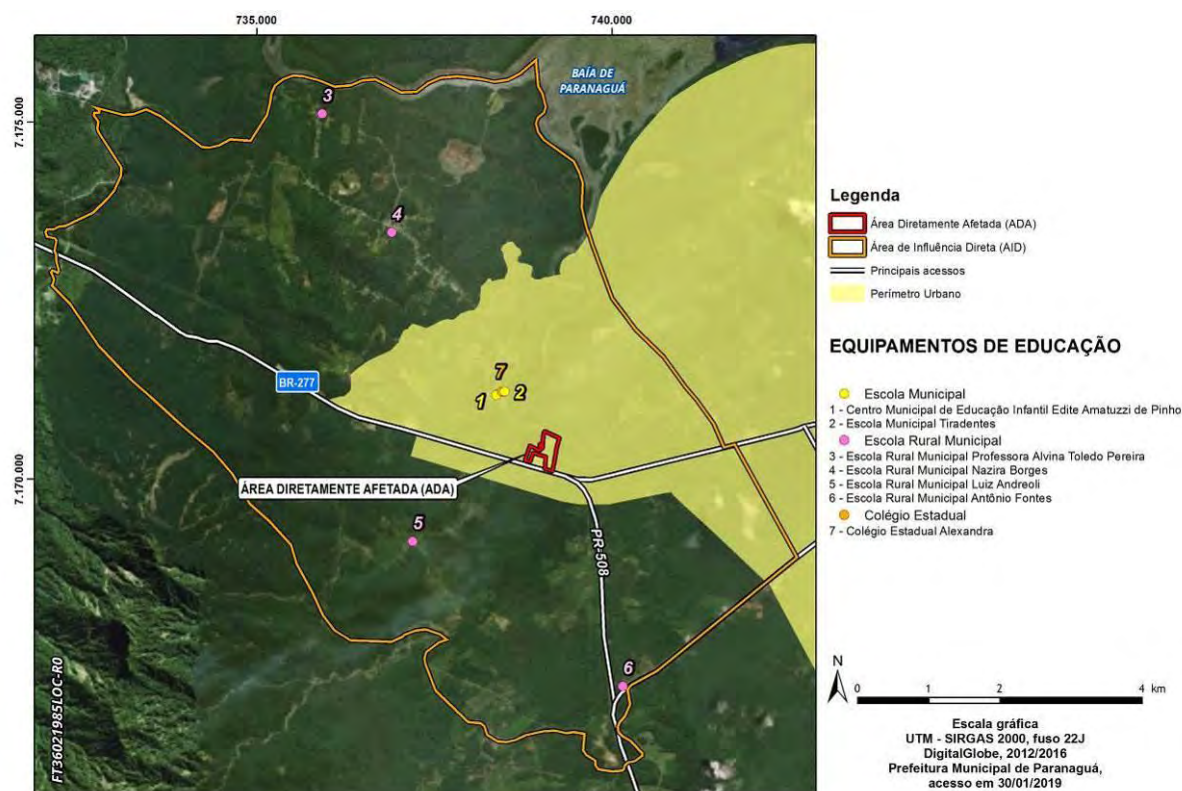 735.000
740.000
7.175.000
7.170.000
BAÍA DE
PARANAGUÁ
3
4
BR-277
7
1
2
ÁREA DIRETAMENTE AFETADA (ADA)
5
PR-508
6
FT36021985LOC-R0
Legenda
Área Diretamente Afetada (ADA)
Área de Influência Direta (AID)
Principais acessos
Perímetro Urbano
EQUIPAMENTOS DE EDUCAÇÃO
Escola Municipal
1 - Centro Municipal de Educação Infantil Edite Amatuzzi de Pinho
2 - Escola Municipal Tiradentes
Escola Rural Municipal
3 - Escola Rural Municipal Professora Alvina Toledo Pereira
4 - Escola Rural Municipal Nazira Borges
5 - Escola Rural Municipal Luiz Andreoli
6 - Escola Rural Municipal Antônio Fontes
Colégio Estadual
7 - Colégio Estadual Alexandra
N
0 1 2 4 km
Escala gráfica
UTM - SIRGAS 2000, fuso 22J
DigitalGlobe, 2012/2016
Prefeitura Municipal de Paranaguá,
acesso em 30/01/2019